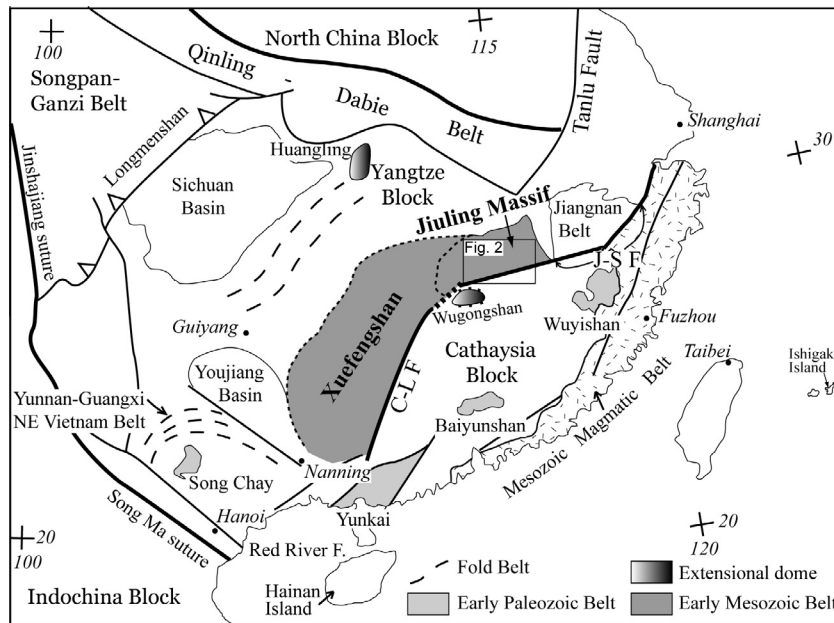 100
North China Block
115
Songpan-
Ganzi Belt
Qinling
Dabie
Belt
Tanlu Fault
Shanghai
30
Longmenshan
Huangling
Jinshajiang suture
Sichuan
Basin
Yangtze
Block
Jiuling Massif
Jiangnan
Belt
Fig. 2
J-S F
Wugongshan
Wuyishan
Fuzhou
Guiyang
Xuefengshan
Cathaysia
Block
Taibei
Ishigak
Island
Youjiang
Basin
C-L F
Yunnan-Guangxi
NE Vietnam Belt
Baiyunshan
Mesozoic Magmatic Belt
Nanning
Song Chay
Song Ma suture
Hanoi
Yunkai
20
100
Red River F.
20
120
Indochina Block
Hainan
Island
Fold Belt
Extensional dome
Early Paleozoic Belt
Early Mesozoic Belt